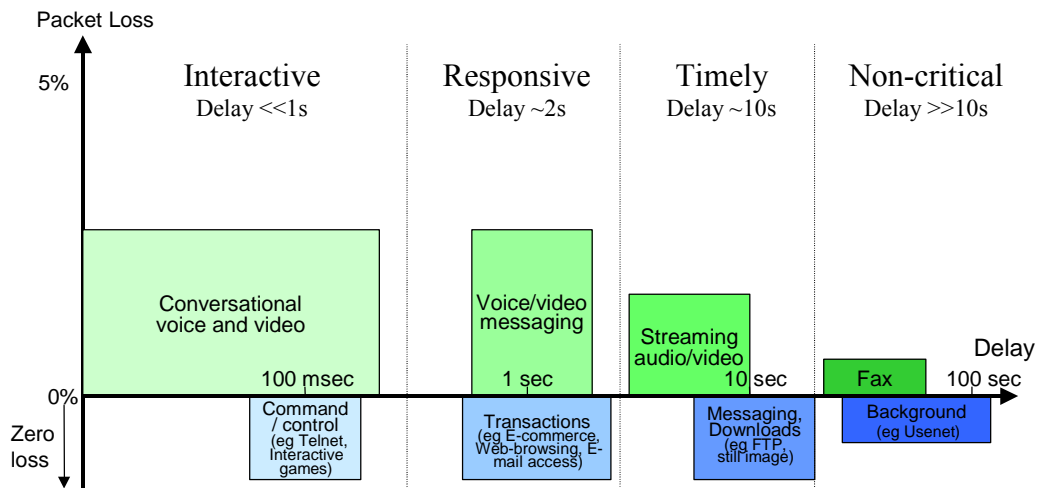 Packet Loss
5%
Interactive
Delay <<1s
Responsive
Delay ~2s
Timely
Delay ~10s
Non-critical
Delay >>10s
Conversational
voice and video
Voice/video
messaging
Streaming
audio/video
Fax
Delay
100 msec
1 sec
10 sec
100 sec
0%
Zero
loss
Command
/ control
(eg Telnet,
Interactive
games)
Transactions
(eg E-commerce,
Web-browsing, E-
mail access)
Messaging,
Downloads
(eg FTP,
still image)
Background
(eg Usenet)